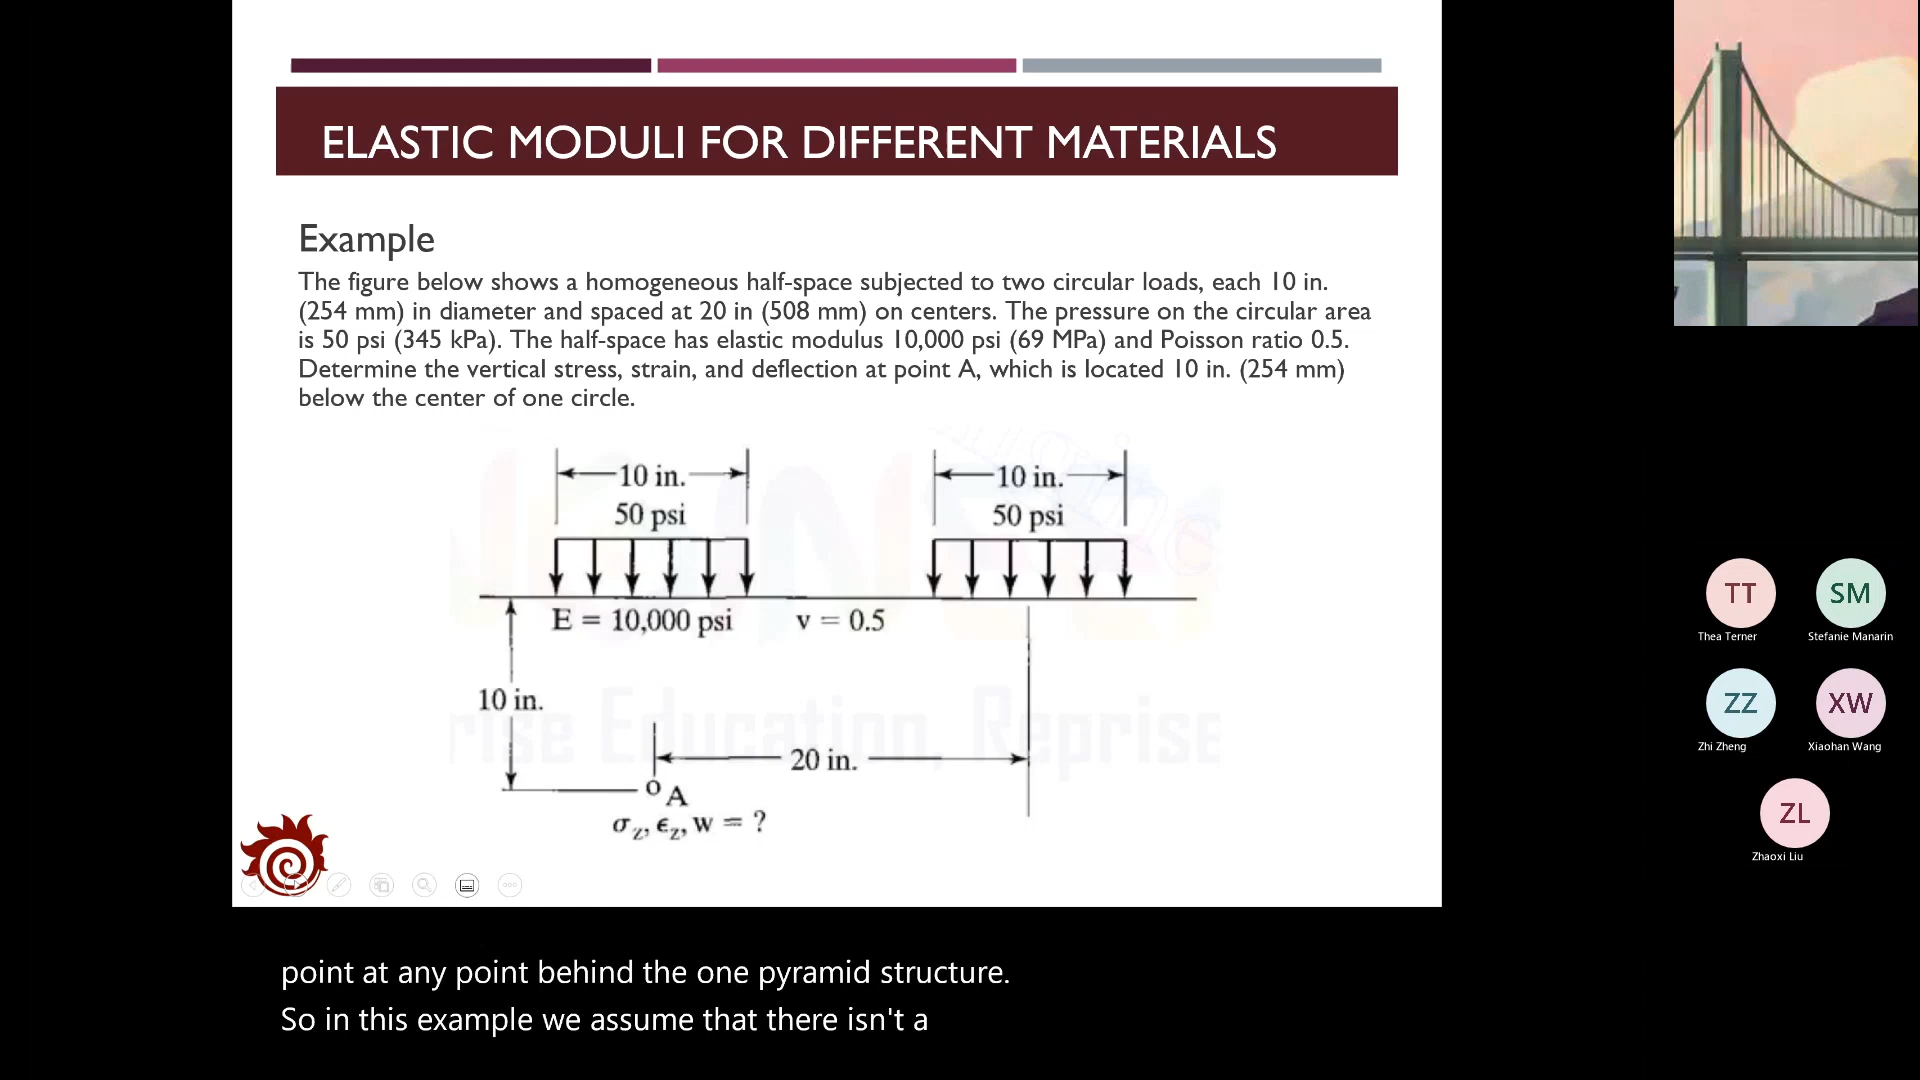 ELASTIC MODULI FOR DIFFERENT MATERIALS
Example
The figure below shows a homogeneous half-space subjected to two circular loads, each 10 in.
(254 mm) in diameter and spaced at 20 in (508 mm) on centers. The pressure on the circular area
is 50 psi (345 kPa). The half-space has elastic modulus 10,000 psi (69 MPa) and Poisson ratio 0.5.
Determine the vertical stress, strain, and deflection at point A, which is located 10 in. (254 mm)
below the center of one circle.
10 in.
10 in.
50 psi
50 psi
E = 10,000 psi
v = 0.5
10 in.
20 in.
A
σz, ϵz, w = ?
rise Education, Reprise
point at any point behind the one pyramid structure.
So in this example we assume that there isn't a
TT
SM
Thea Terner
Stefanie Manarin
ZZ
XW
Zhi Zheng
Xiaohan Wang
ZL
Zhaoxi Liu